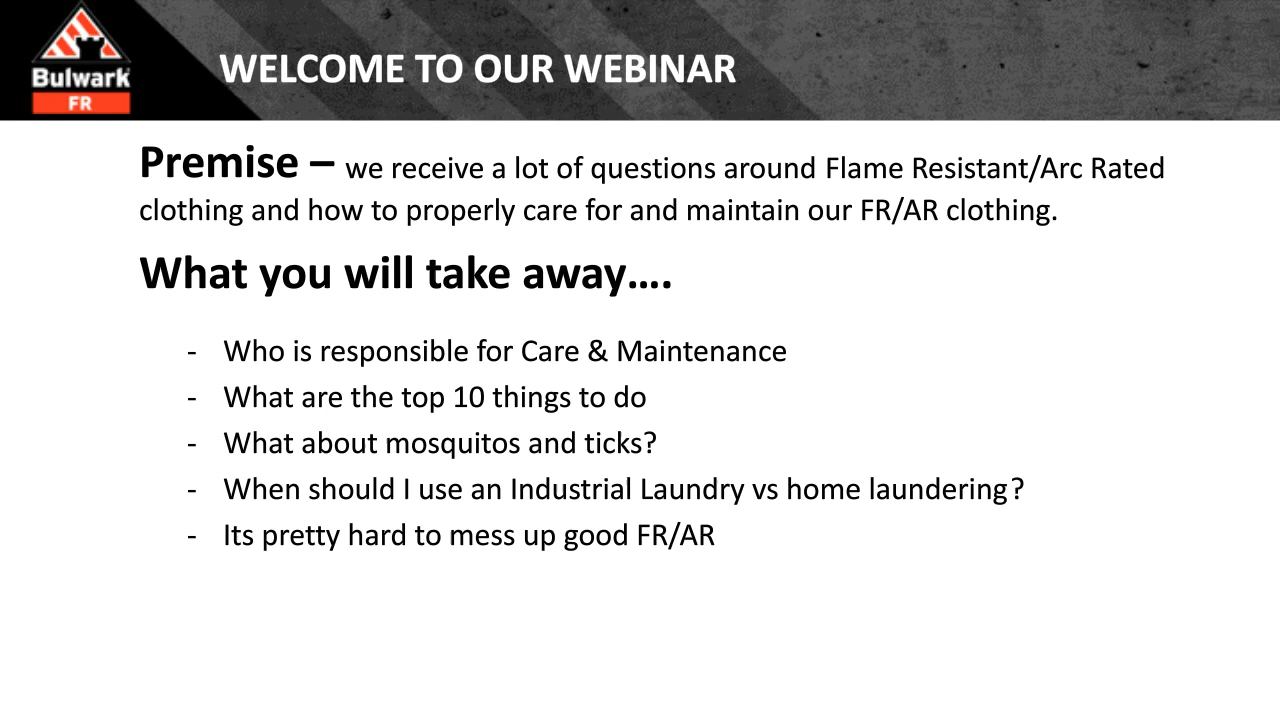 Bulwark
FR
WELCOME TO OUR WEBINAR
Premise – we receive a lot of questions around Flame Resistant/Arc Rated
clothing and how to properly care for and maintain our FR/AR clothing.
What you will take away....
- Who is responsible for Care & Maintenance
- What are the top 10 things to do
- What about mosquitos and ticks?
- When should I use an Industrial Laundry vs home laundering?
- Its pretty hard to mess up good FR/AR